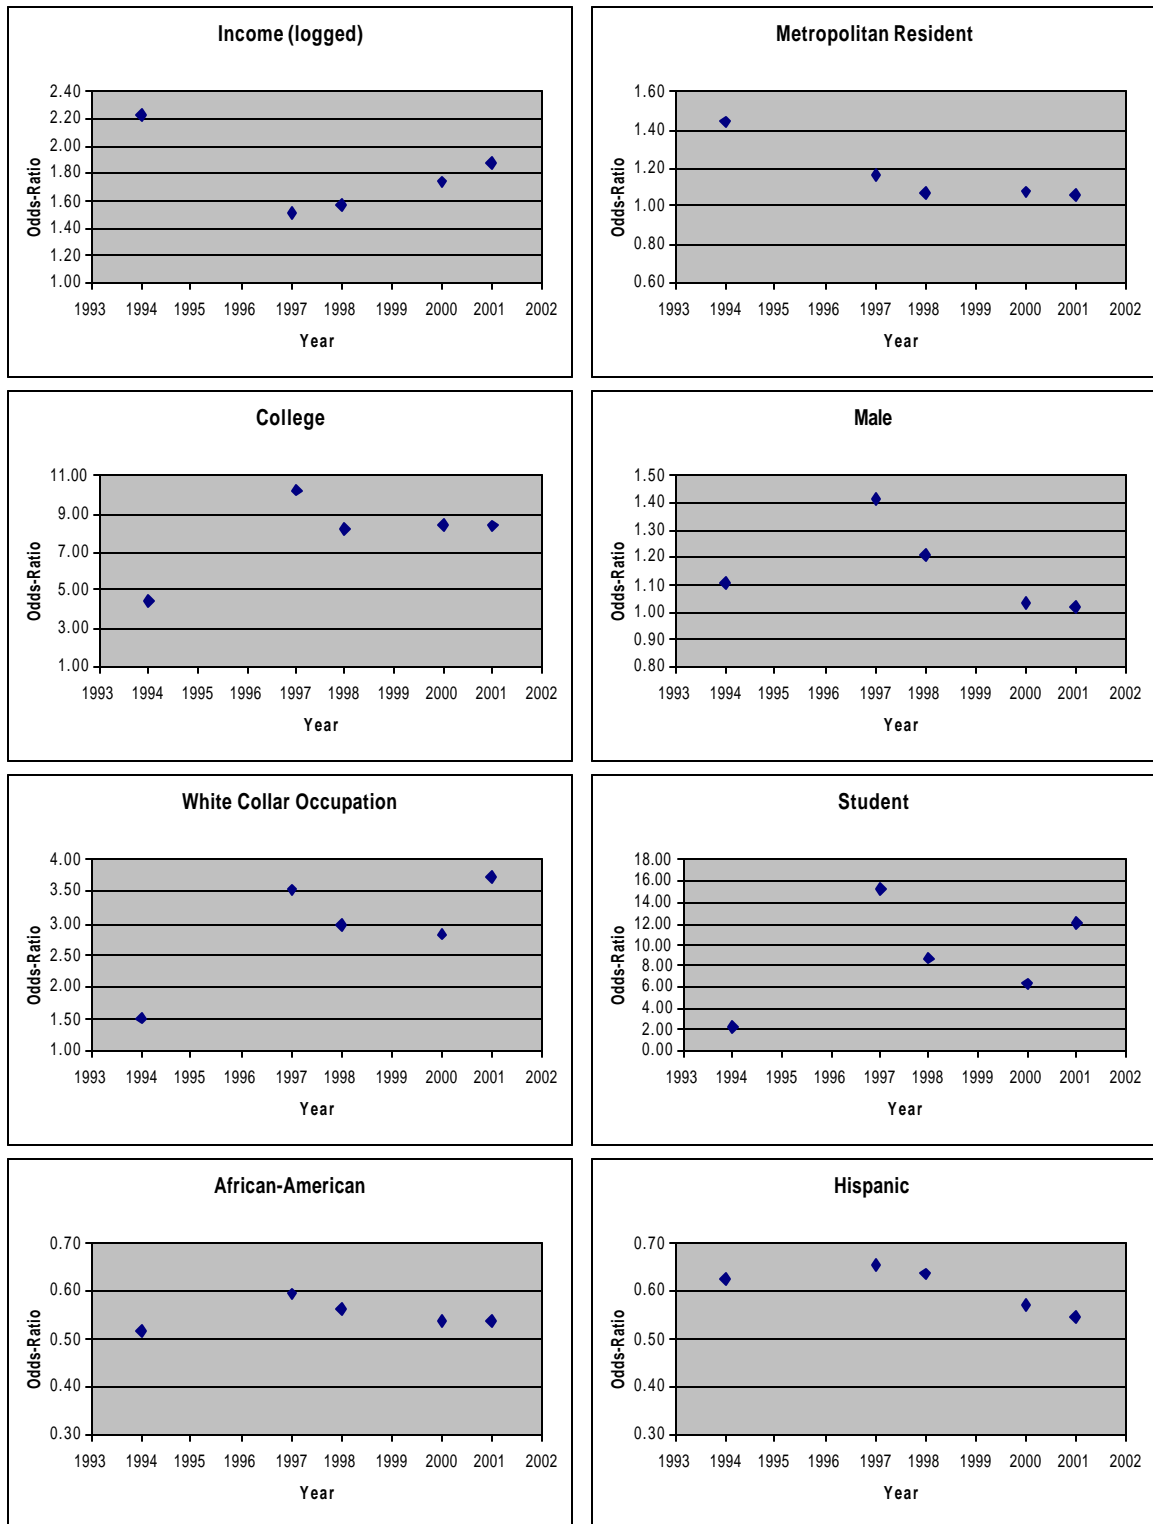 Income (logged)
Odds-Ratio
2.40
2.20
2.00
1.80
1.60
1.40
1.20
1.00
1993 1994 1995 1996 1997 1998 1999 2000 2001 2002
Year
Metropolitan Resident
Odds-Ratio
1.60
1.40
1.20
1.00
0.80
0.60
1993 1994 1995 1996 1997 1998 1999 2000 2001 2002
Year
College
Odds-Ratio
11.00
9.00
7.00
5.00
3.00
1.00
1993 1994 1995 1996 1997 1998 1999 2000 2001 2002
Year
Male
Odds-Ratio
1.50
1.40
1.30
1.20
1.10
1.00
0.90
0.80
1993 1994 1995 1996 1997 1998 1999 2000 2001 2002
Year
White Collar Occupation
Odds-Ratio
4.00
3.50
3.00
2.50
2.00
1.50
1.00
1993 1994 1995 1996 1997 1998 1999 2000 2001 2002
Year
Student
Odds-Ratio
18.00
16.00
14.00
12.00
10.00
8.00
6.00
4.00
2.00
0.00
1993 1994 1995 1996 1997 1998 1999 2000 2001 2002
Year
African-American
Odds-Ratio
0.70
0.60
0.50
0.40
0.30
1993 1994 1995 1996 1997 1998 1999 2000 2001 2002
Year
Hispanic
Odds-Ratio
0.70
0.60
0.50
0.40
0.30
1993 1994 1995 1996 1997 1998 1999 2000 2001 2002
Year